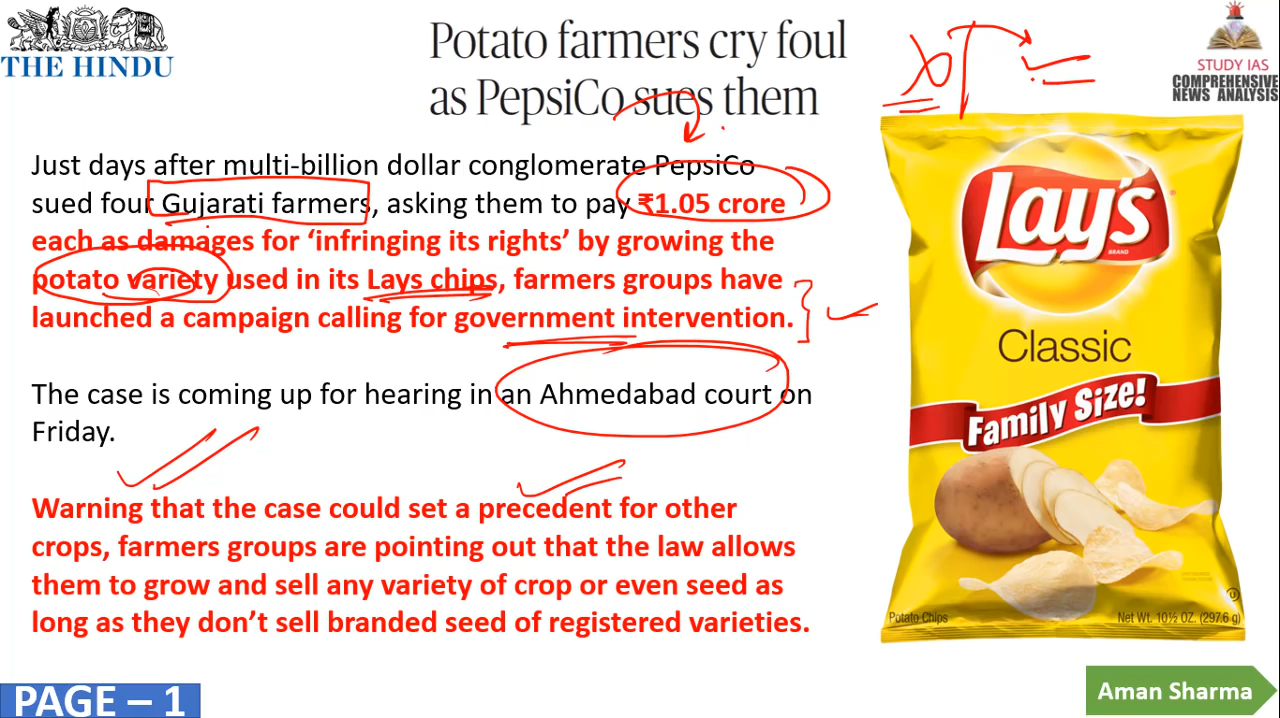 THE HINDU
Potato farmers cry foul
as PepsiCo sues them
STUDY IAS
COMPREHENSIVE
NEWS ANALYSIS
Just days after multi-billion dollar conglomerate PepsiCo
sued four Gujarati farmers, asking them to pay ₹1.05 crore
each as damages for ‘infringing its rights’ by growing the
potato variety used in its Lays chips, farmers groups have
launched a campaign calling for government intervention.
The case is coming up for hearing in an Ahmedabad court on
Friday.
Warning that the case could set a precedent for other
crops, farmers groups are pointing out that the law allows
them to grow and sell any variety of crop or even seed as
long as they don’t sell branded seed of registered varieties.
Lay's
BRAND
Classic
Family Size!
Potato Chips
Net Wt. 10½ OZ. (297.6 g)
PAGE – 1
Aman Sharma